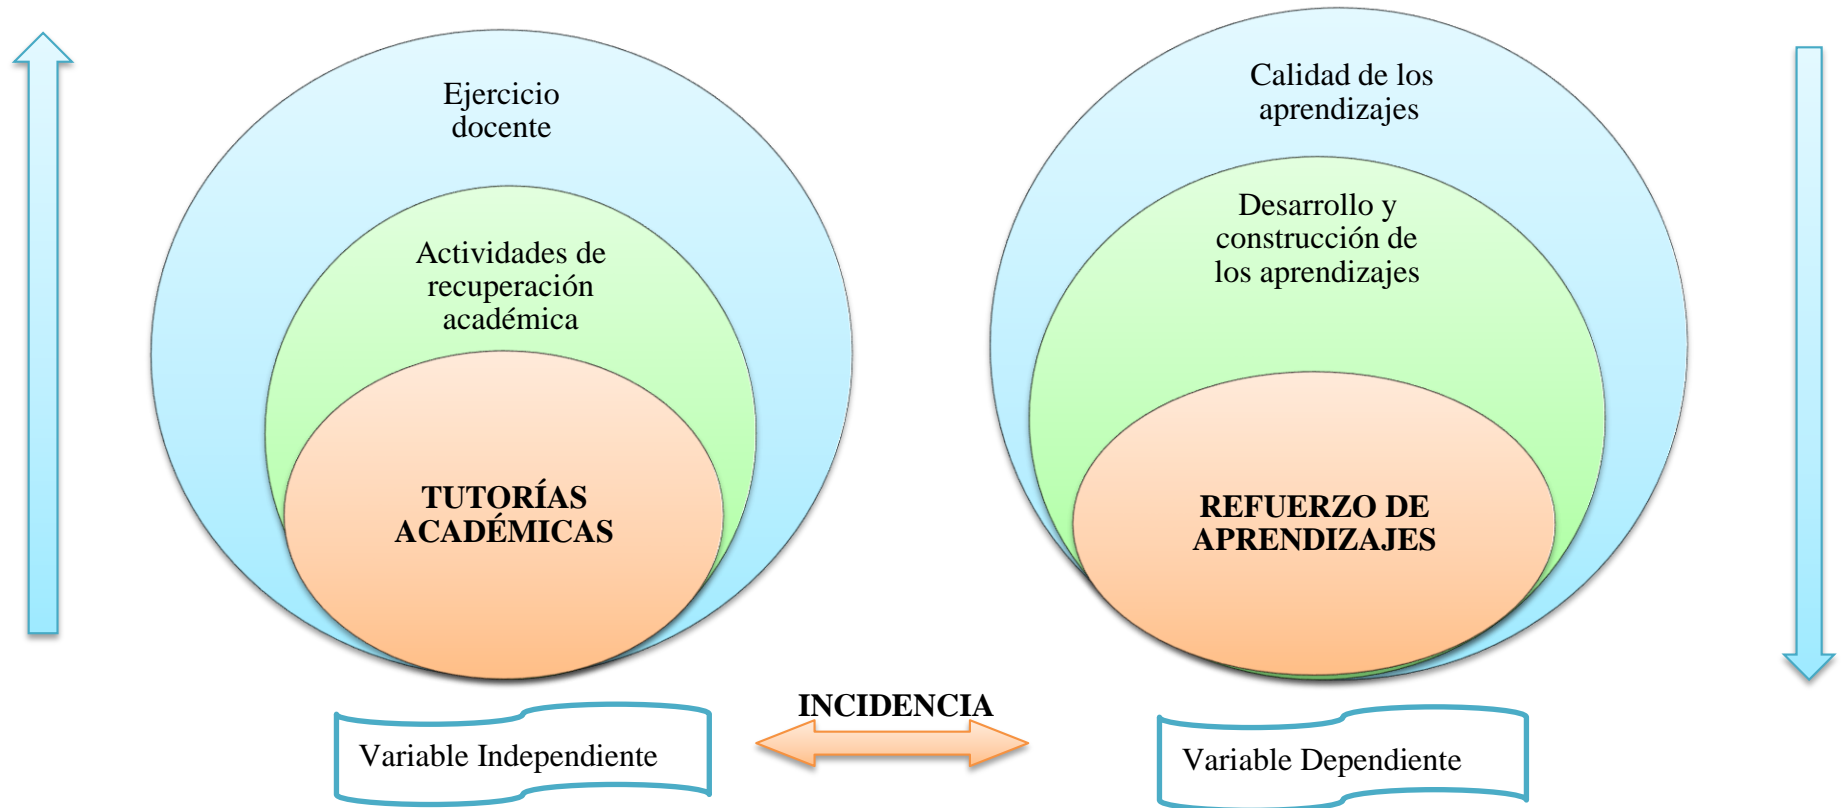 Ejercicio
docente
Actividades de
recuperación
académica
TUTORÍAS
ACADÉMICAS
Calidad de los
aprendizajes
Desarrollo y
construcción de
los aprendizajes
REFUERZO DE
APRENDIZAJES
INCIDENCIA
Variable Independiente
Variable Dependiente